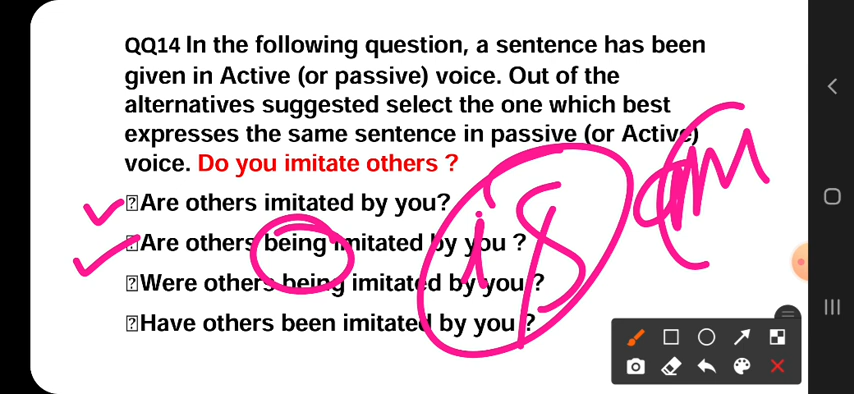 QQ14 In the following question, a sentence has been
given in Active (or passive) voice. Out of the
alternatives suggested select the one which best
expresses the same sentence in passive (or Active)
voice. Do you imitate others ?
Are others imitated by you?
Are others being imitated by you ?
Were others being imitated by you ?
Have others been imitated by you ?
is
am